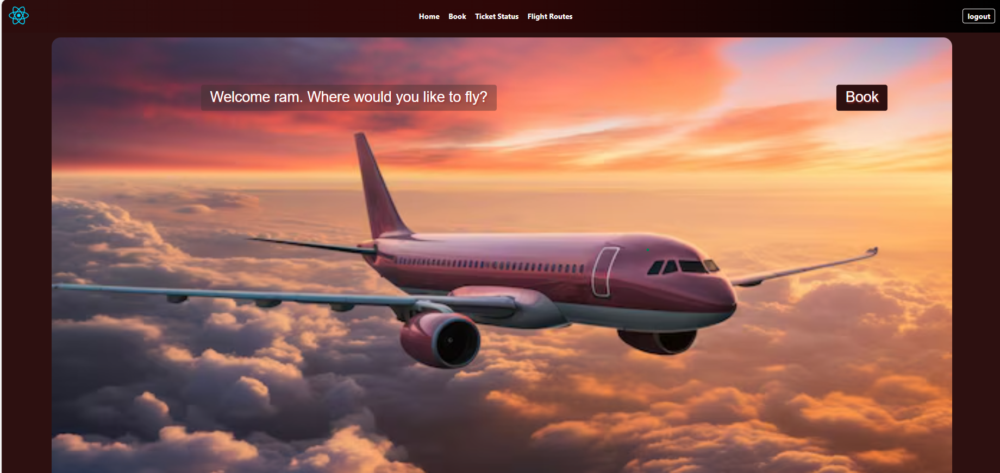 Home Book Ticket Status Flight Routes logout
Welcome ram. Where would you like to fly? Book